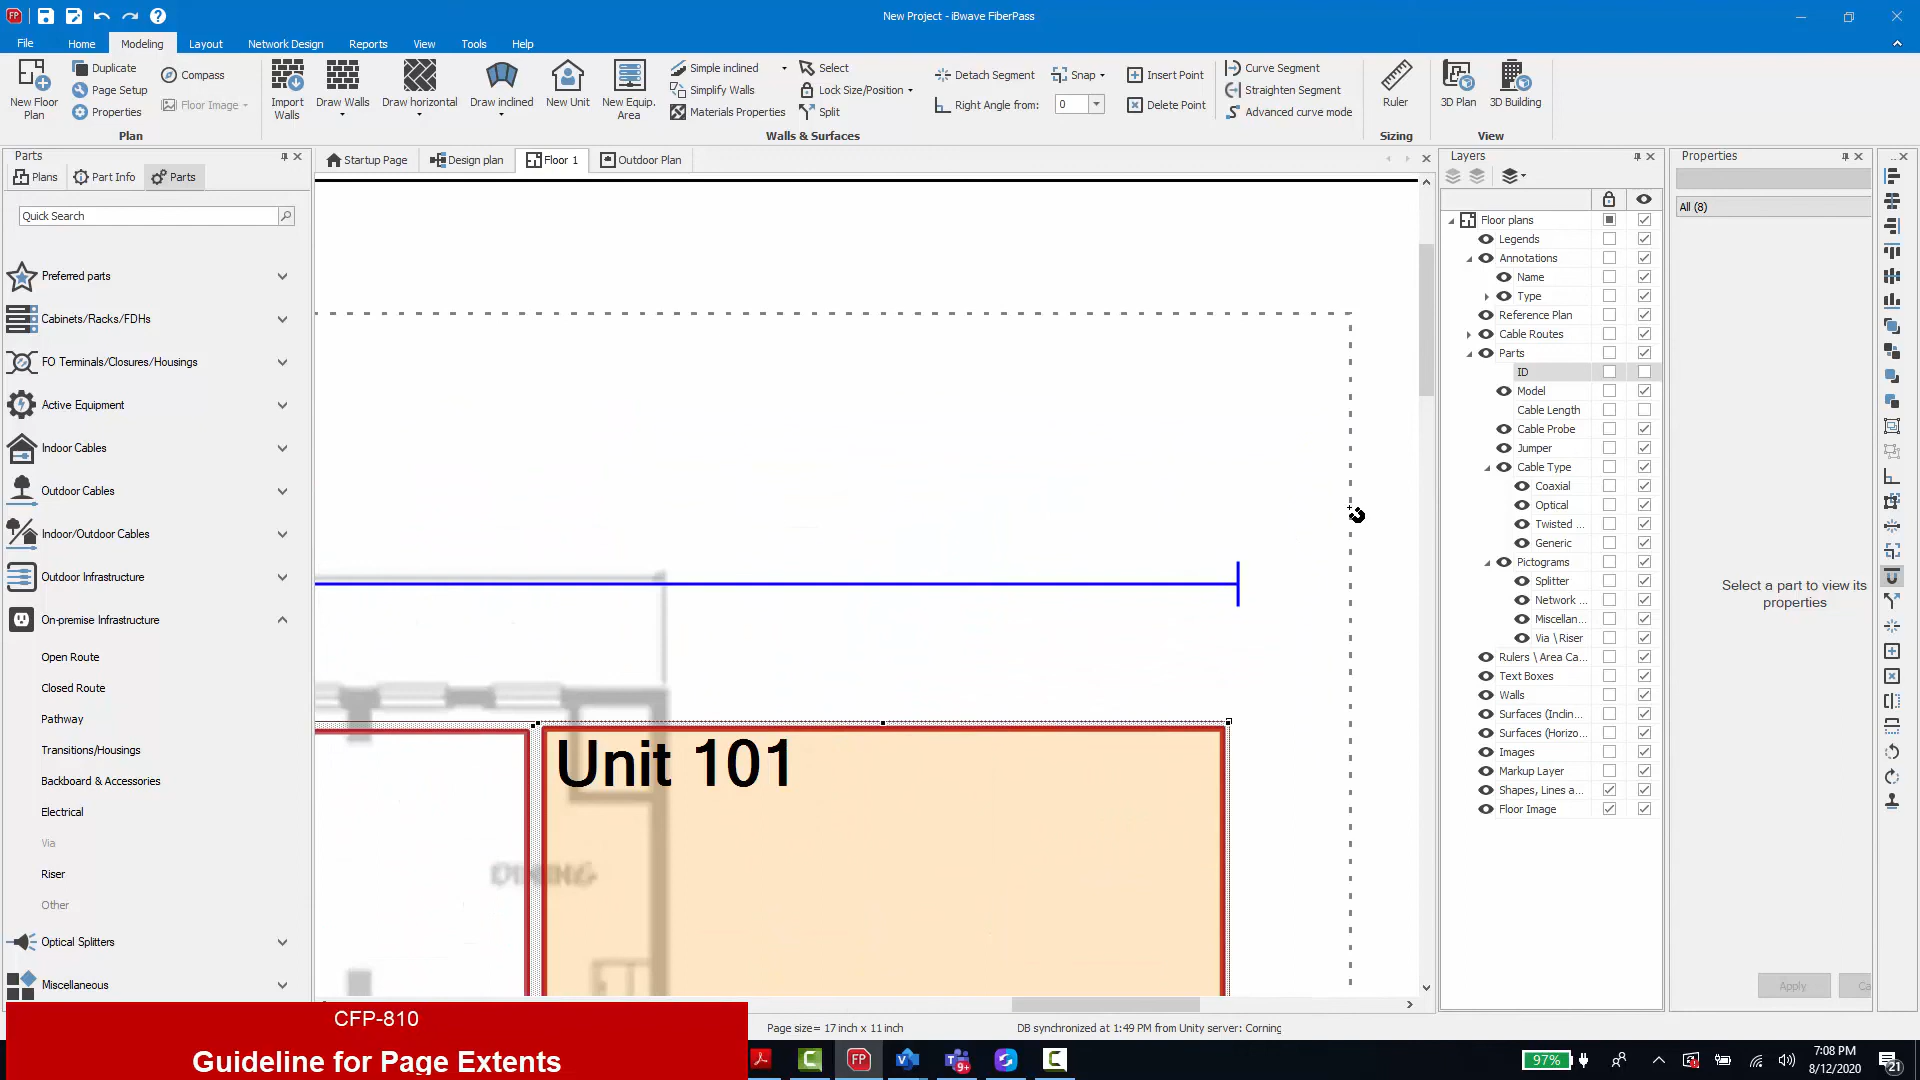 New Project - iBwave FiberPass
File
Home
Modeling
Layout
Network Design
Reports
View
Tools
Help
New Floor Plan
Duplicate
Page Setup
Properties
Compass
Floor Image
Plan
Import Walls
Draw Walls
Draw horizontal
Draw inclined
New Unit
New Equip. Area
Simple inclined
Simplify Walls
Materials Properties
Select
Lock Size/Position
Split
Walls & Surfaces
Detach Segment
Snap
Right Angle from:
0
Insert Point
Delete Point
Curve Segment
Straighten Segment
Advanced curve mode
Ruler
Sizing
3D Plan
3D Building
View
Parts
Plans
Part Info
Parts
Quick Search
Preferred parts
Cabinets/Racks/FDHs
FO Terminals/Closures/Housings
Active Equipment
Indoor Cables
Outdoor Cables
Indoor/Outdoor Cables
Outdoor Infrastructure
On-premise Infrastructure
Open Route
Closed Route
Pathway
Transitions/Housings
Backboard & Accessories
Electrical
Via
Riser
Other
Optical Splitters
Miscellaneous
Startup Page
Design plan
Floor 1
Outdoor Plan
Unit 101
DINING
Layers
Floor plans
Legends
Annotations
Name
Type
Reference Plan
Cable Routes
Parts
ID
Model
Cable Length
Cable Probe
Jumper
Cable Type
Coaxial
Optical
Twisted ...
Generic
Pictograms
Splitter
Network ...
Miscellan...
Via \Riser
Rulers \ Area Ca...
Text Boxes
Walls
Surfaces (Inclin...
Surfaces (Horizo...
Images
Markup Layer
Shapes, Lines a...
Floor Image
Properties
All (8)
Select a part to view its
properties
Apply
Ca
Page size= 17 inch x 11 inch
DB synchronized at 1:49 PM from Unity server: Corning
CFP-810
Guideline for Page Extents
97%
7:08 PM
8/12/2020
21
9+
FP